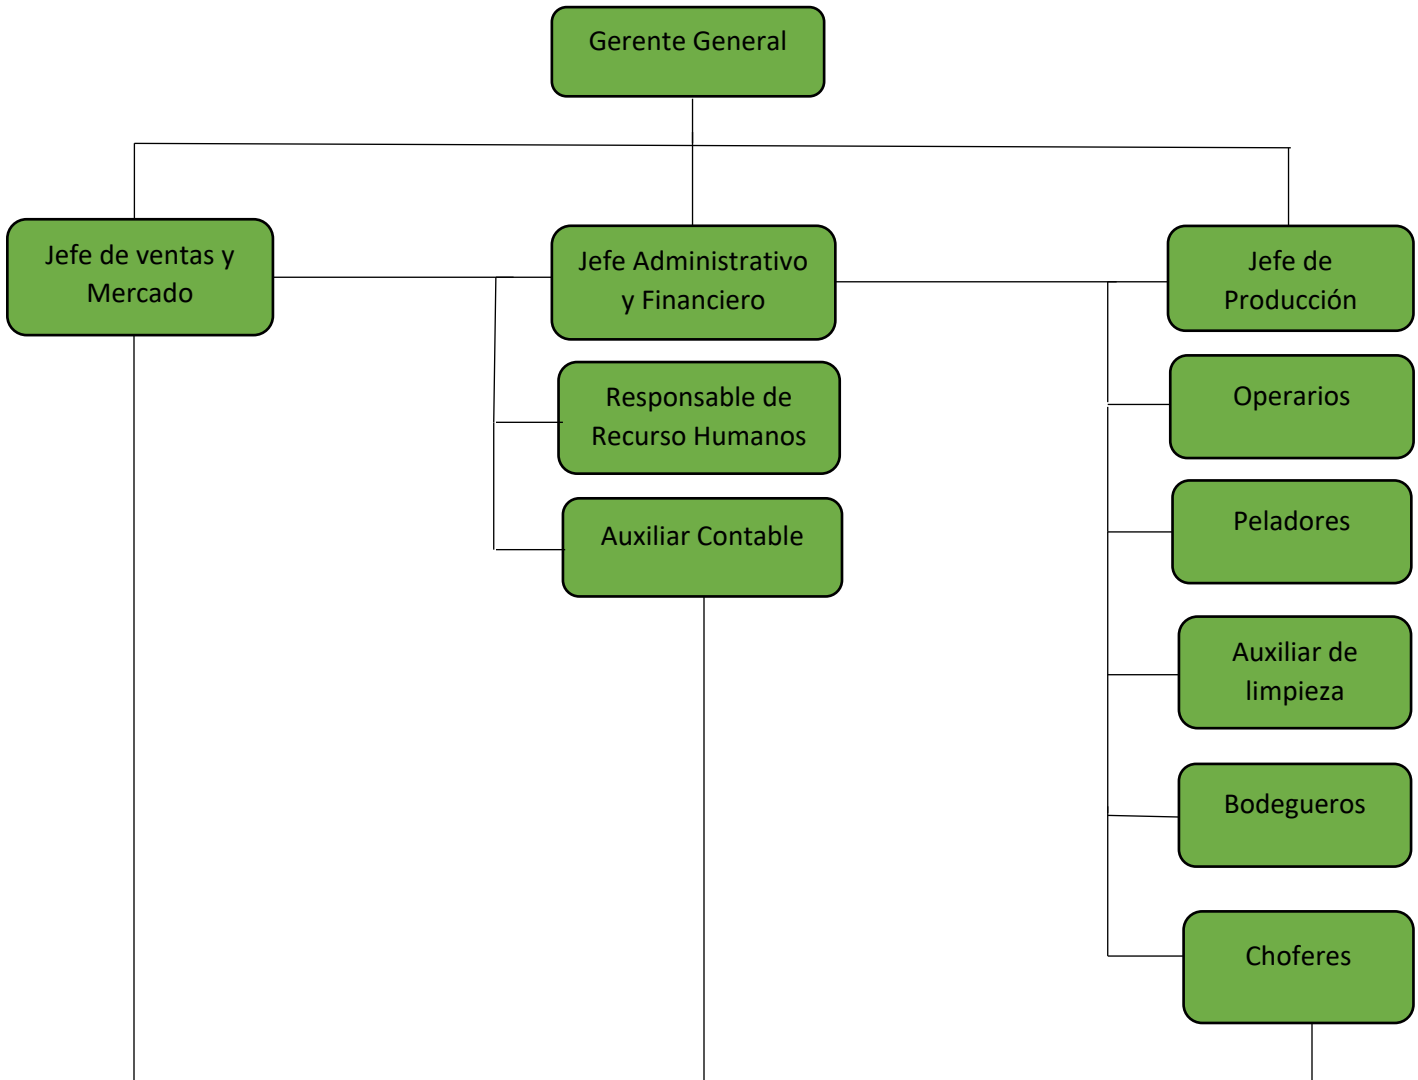 Gerente General
Jefe de ventas y
Mercado
Jefe Administrativo
y Financiero
Jefe de
Producción
Responsable de
Recurso Humanos
Auxiliar Contable
Operarios
Peladores
Auxiliar de
limpieza
Bodegueros
Choferes